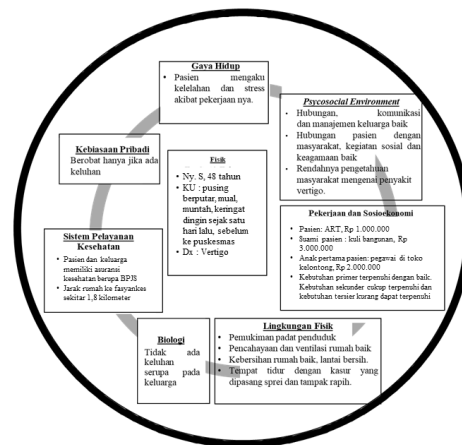 Gaya Hidup
• Pasien mengaku
kelelahan dan stress
akibat pekerjaan nya.
Psycosocial Environment
- Hubungan, komunikasi
dan manajemen keluarga baik
• Hubungan pasien dengan
masyarakat, kegiatan sosial dan
keagamaan baik
• Rendahnya pengetahuan
masyarakat mengenai penyakit
vertigo.
Kebiasaan Pribadi
Berobat hanya jika ada
keluhan
Fisik
• Ny. S, 48 tahun
• KU : pusing
berputar, mual,
muntah, keringat
dingin sejak satu
hari lalu, sebelum
ke puskesmas
• Dx : Vertigo
Pekerjaan dan Sosioekonomi
• Pasien: ART, Rp 1.000.000
• Suami pasien : kuli bangunan, Rp
3.000.000
Anak pertama pasien: pegawai di toko
kelontong, Rp 2.000.000
• Kebutuhan primer terpenuhi dengan baik.
Kebutuhan sekunder cukup terpenuhi dan
kebutuhan tersier kurang dapat terpenuhi
Sistem Pelayanan
Kesehatan
• Pasien dan keluarga
memiliki asuransi
kesehatan berupa BPJS
• Jarak rumah ke fasyankes
sekitar 1,8 kilometer
Biologi
Tidak ada
keluhan
serupa pada
keluarga
Lingkungan Fisik
• Pemukiman padat penduduk
• Pencahayaan dan ventilasi rumah baik
• Kebersihan rumah baik, lantai bersih.
• Tempat tidur dengan kasur yang
dipasang sprei dan tampak rapih.